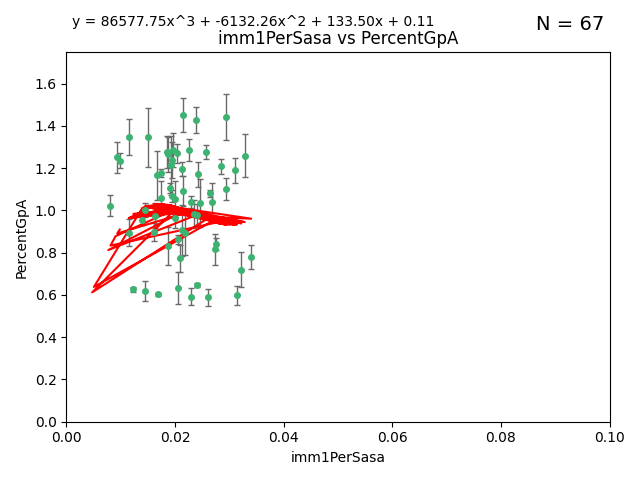 y = 86577.75x^3 + -6132.26x^2 + 133.50x + 0.11
N = 67
imm1PerSasa vs PercentGpA
PercentGpA
1.6
1.4
1.2
1.0
0.8
0.6
0.4
0.2
0.0
0.00 0.02 0.04 0.06 0.08 0.10
imm1PerSasa